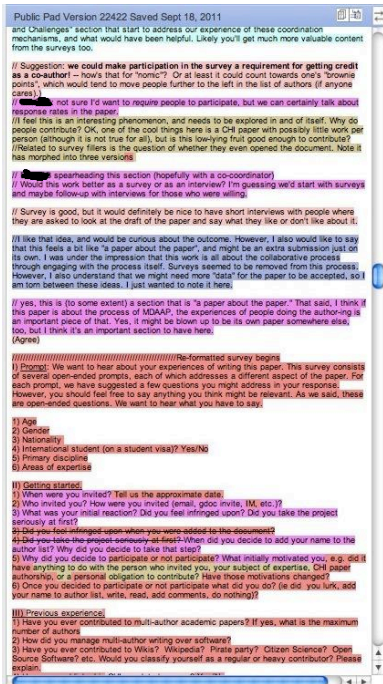 Public Pad Version 22422 Saved Sept 18, 2011
and Challenges" section that start to address our experience of these coordination
mechanisms, and what would have been helpful. Likely you'll get much more valuable content
from the surveys too.
// Suggestion: we could make participation in the survey a requirement for getting credit
as a co-author! – how's that for "nomic"? Or at least it could count towards one's "brownie
points", which would tend to move people further to the left in the list of authors (if anyone
cares).)
// not sure I'd want to require people to participate, but we can certainly talk about
response rates in the paper.
//I feel this is an interesting phenomenon, and needs to be explored in and of itself. Why do
people contribute? OK, one of the cool things here is a CHI paper with possibly little work per
person (although it is not true for all), but is this low-lying fruit good enough to contribute?
//Related to survey fillers is the question of whether they even opened the document. Note it
has morphed into three versions
// spearheading this section (hopefully with a co-coordinator)
// Would this work better as a survey or as an interview? I'm guessing we'd start with surveys
and maybe follow-up with interviews for those who were willing.
// Survey is good, but it would definitely be nice to have short interviews with people where
they are asked to look at the draft of the paper and say what they like or don't like about it.
//I like that idea, and would be curious about the outcome. However, I also would like to say
that this feels a bit like "a paper about the paper", and might be an extra submission just on
its own. I was under the impression that this work is all about the collaborative process
through engaging with the process itself. Surveys seemed to be removed from this process.
However, I also understand that we might need more "data" for the paper to be accepted, so I
am torn between these ideas. I just wanted to note it here.
// yes, this is (to some extent) a section that is "a paper about the paper." That said, I think if
this paper is about the process of MDAAP, the experiences of people doing the author-ing is
an important piece of that. Yes, it might be blown up to be its own paper somewhere else,
too, but I think it's an important section to have here.
(Agree)
////////////////////////////////////////////Re-formatted survey begins
I) Prompt: We want to hear about your experiences of writing this paper. This survey consists
of several open-ended prompts, each of which addresses a different aspect of the paper. For
each prompt, we have suggested a few questions you might address in your response.
However, you should feel free to say anything you think might be relevant. As we said, these
are open-ended questions. We want to hear what you have to say.
1) Age
2) Gender
3) Nationality
4) International student (on a student visa)? Yes/No
5) Primary discipline
6) Areas of expertise
II) Getting started.
1) When were you invited? Tell us the approximate date.
2) Who invited you? How were you invited (email, gdoc invite, IM, etc.)?
3) What was your initial reaction? Did you feel infringed upon? Did you take the project
seriously at first?
3) Did you feel infringed upon when you were added to the document?
4) Did you take the project seriously at first? When did you decide to add your name to the
author list? Why did you decide to take that step?
5) Why did you decide to participate or not participate? What initially motivated you, e.g. did it
have anything to do with the person who invited you, your subject of expertise, CHI paper
authorship, or a personal obligation to contribute? Have those motivations changed?
6) Once you decided to participate or not participate what did you do? (ie did you lurk, add
your name to author list, write, read, add comments, do nothing)?
III) Previous experience.
1) Have you ever contributed to multi-author academic papers? If yes, what is the maximum
number of authors
2) How did you manage multi-author writing over software?
3) Have you ever contributed to Wikis? Wikipedia? Pirate party? Citizen Science? Open
Source Software? etc. Would you classify yourself as a regular or heavy contributor? Please
explain.